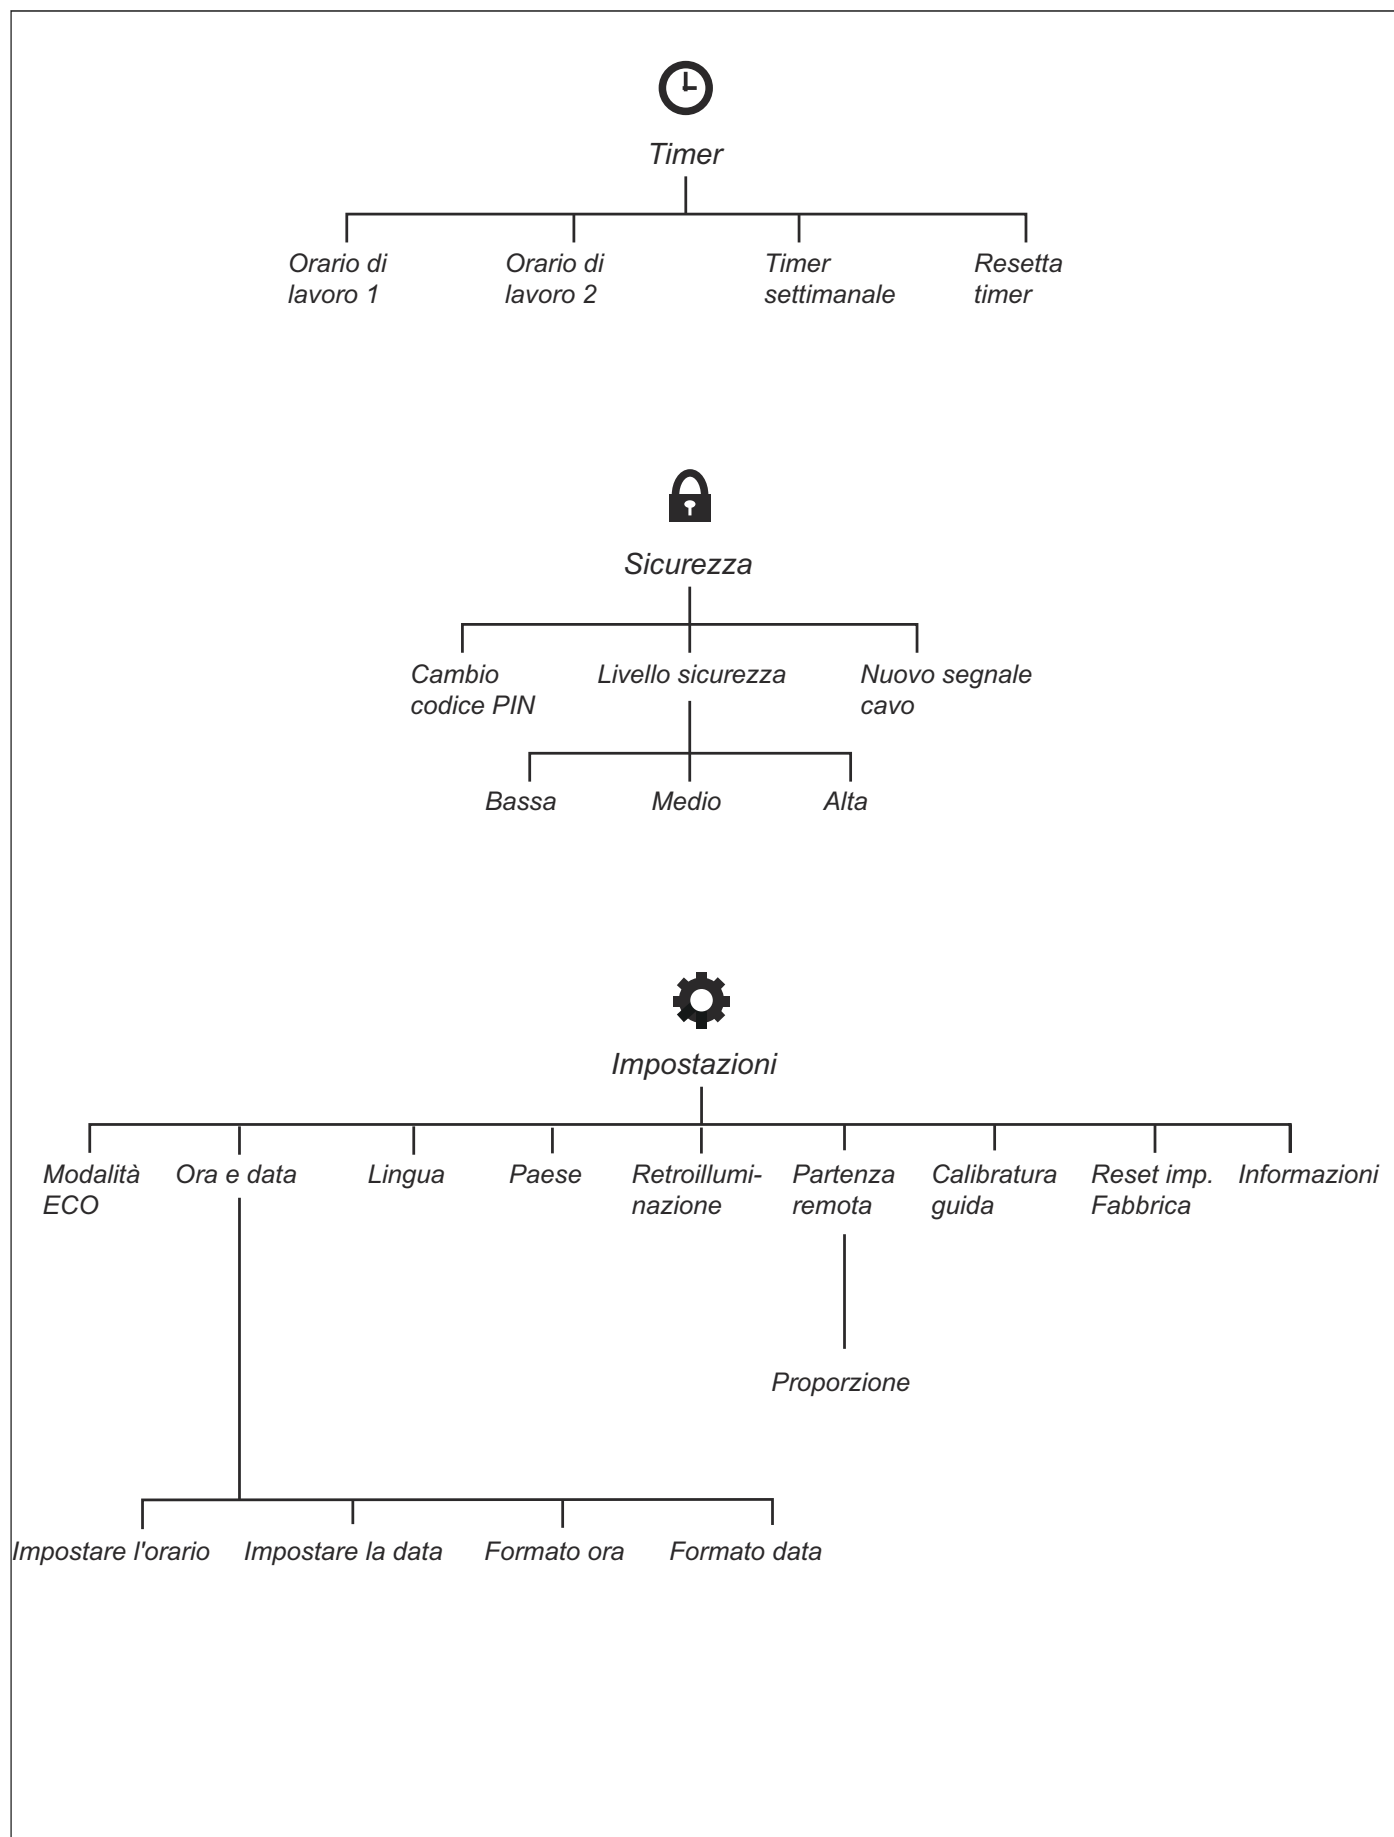 Timer
Orario di
lavoro 1
Orario di
lavoro 2
Timer
settimanale
Resetta
timer
Sicurezza
Cambio
codice PIN
Livello sicurezza
Nuovo segnale
cavo
Bassa
Medio
Alta
Impostazioni
Modalità
ECO
Ora e data
Lingua
Paese
Retroillumi-
nazione
Partenza
remota
Calibratura
guida
Reset imp.
Fabbrica
Informazioni
Proporzione
Impostare l'orario
Impostare la data
Formato ora
Formato data